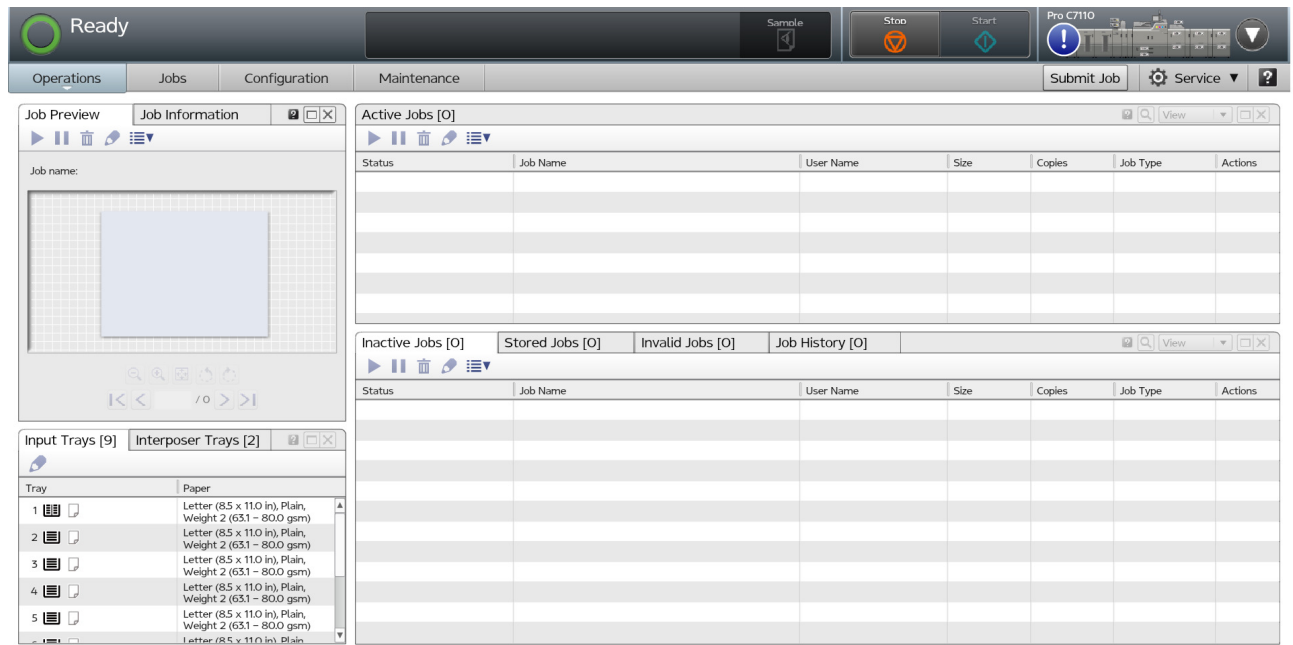 Ready
Sample
Stop
Start
Pro C7110
Operations
Jobs
Configuration
Maintenance
Submit Job
Service
?
Job Preview
Job Information
Job name:
/ 0
Active Jobs [0]
View
Status
Job Name
User Name
Size
Copies
Job Type
Actions
Inactive Jobs [0]
Stored Jobs [0]
Invalid Jobs [0]
Job History [0]
View
Status
Job Name
User Name
Size
Copies
Job Type
Actions
Input Trays [9]
Interposer Trays [2]
Tray
Paper
1
Letter (8.5 x 11.0 in), Plain,
Weight 2 (63.1 – 80.0 gsm)
2
Letter (8.5 x 11.0 in), Plain,
Weight 2 (63.1 – 80.0 gsm)
3
Letter (8.5 x 11.0 in), Plain,
Weight 2 (63.1 – 80.0 gsm)
4
Letter (8.5 x 11.0 in), Plain,
Weight 2 (63.1 – 80.0 gsm)
5
Letter (8.5 x 11.0 in), Plain,
Weight 2 (63.1 – 80.0 gsm)
Letter (8.5 x 11.0 in), Plain